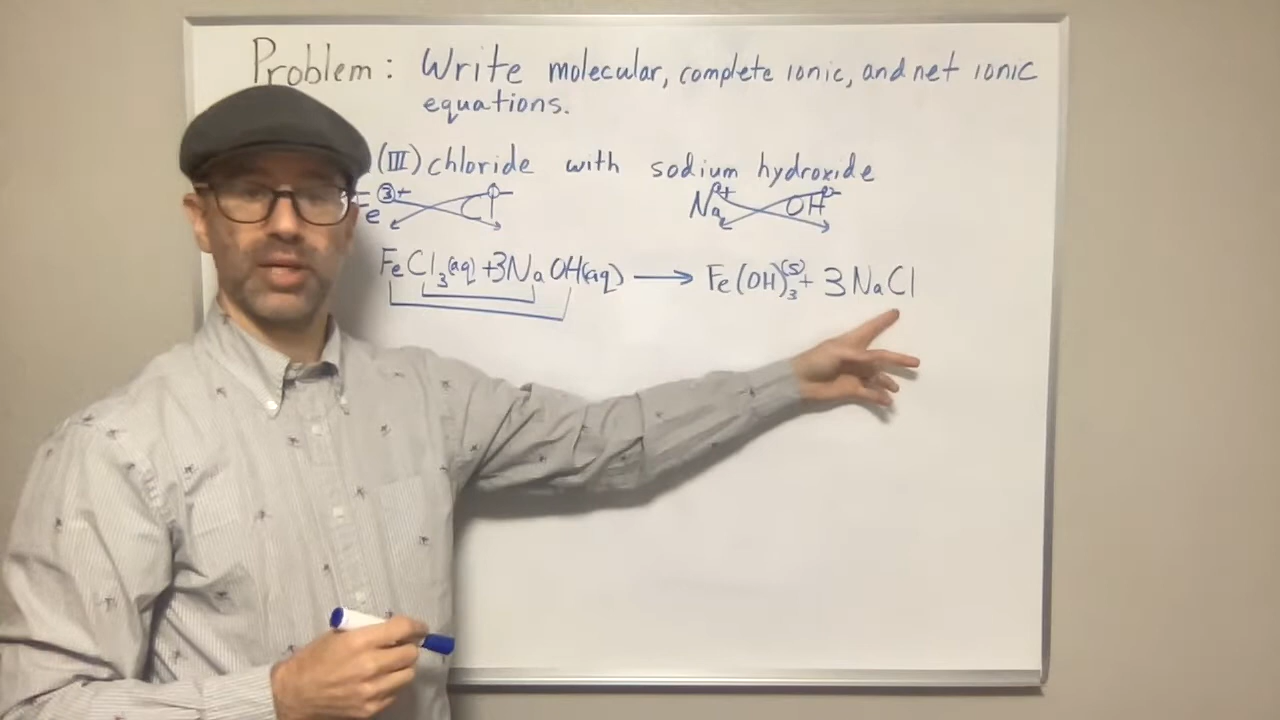 Problem: Write molecular, complete ionic, and net ionic
equations.
(III) chloride with sodium hydroxide
Fe 3+ Cl 1- Na 1+ OH 1-
FeCl3(aq) + 3NaOH(aq) → Fe(OH)3(s) + 3NaCl